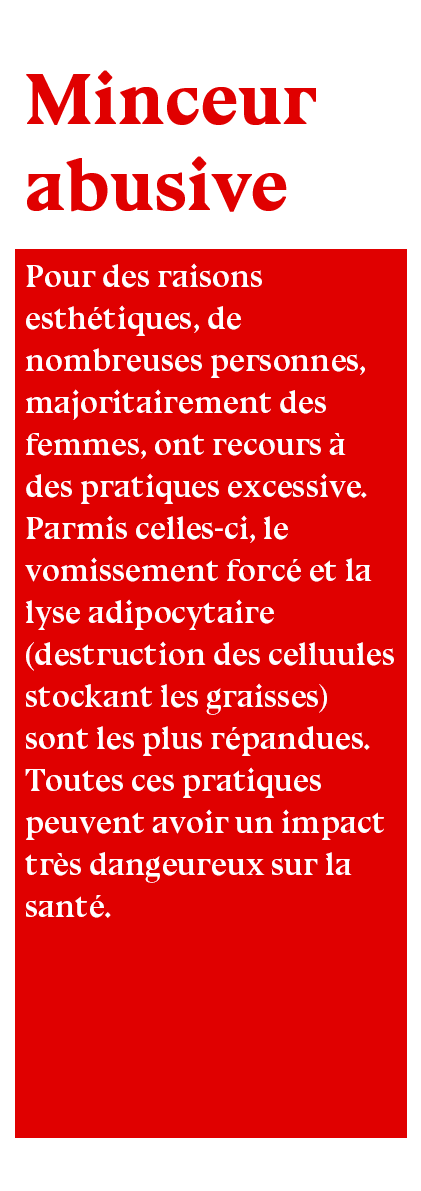 Minceur
abusive
Pour des raisons
esthétiques, de
nombreuses personnes,
majoritairement des
femmes, ont recours à
des pratiques excessive.
Parmis celles-ci, le
vomissement forcé et la
lyse adipocytaire
(destruction des celluules
stockant les graisses)
sont les plus répandues.
Toutes ces pratiques
peuvent avoir un impact
très dangeureux sur la
santé.